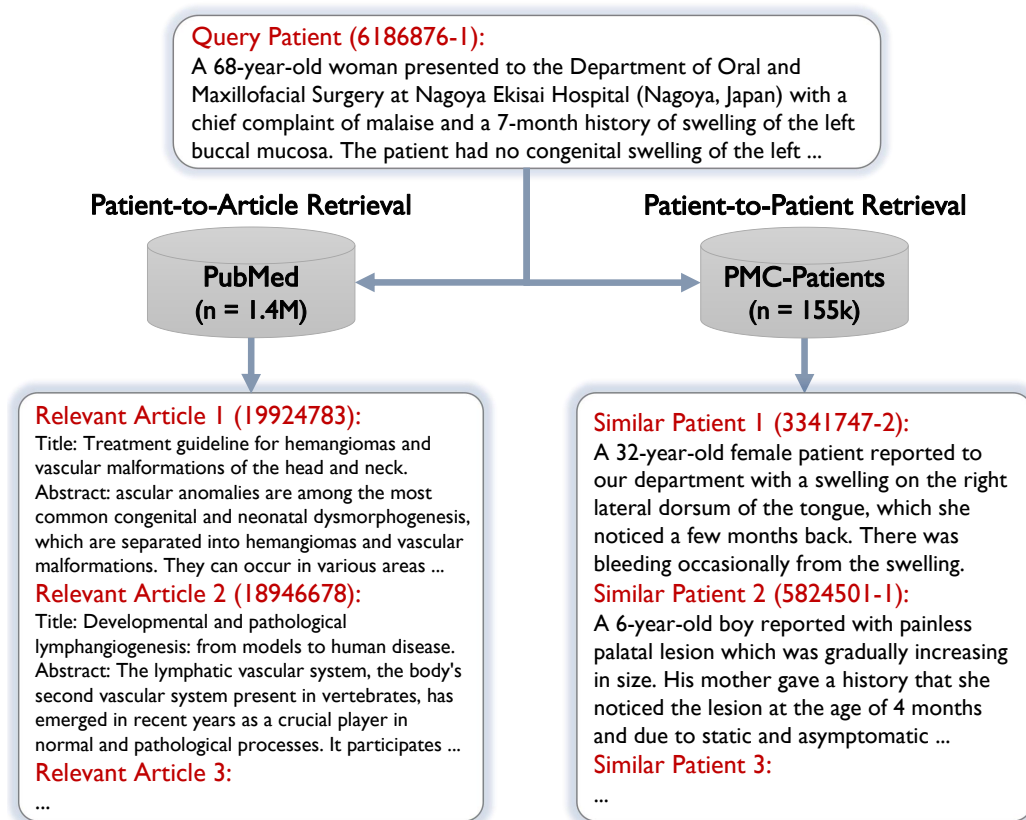 Query Patient (6186876-1):
A 68-year-old woman presented to the Department of Oral and
Maxillofacial Surgery at Nagoya Ekisai Hospital (Nagoya, Japan) with a
chief complaint of malaise and a 7-month history of swelling of the left
buccal mucosa. The patient had no congenital swelling of the left ...
Patient-to-Article Retrieval
PubMed
(n = 1.4M)
Relevant Article 1 (19924783):
Title: Treatment guideline for hemangiomas and
vascular malformations of the head and neck.
Abstract: ascular anomalies are among the most
common congenital and neonatal dysmorphogenesis,
which are separated into hemangiomas and vascular
malformations. They can occur in various areas ...
Relevant Article 2 (18946678):
Title: Developmental and pathological
lymphangiogenesis: from models to human disease.
Abstract: The lymphatic vascular system, the body's
second vascular system present in vertebrates, has
emerged in recent years as a crucial player in
normal and pathological processes. It participates ...
Relevant Article 3:
...
Patient-to-Patient Retrieval
PMC-Patients
(n = 155k)
Similar Patient 1 (3341747-2):
A 32-year-old female patient reported to
our department with a swelling on the right
lateral dorsum of the tongue, which she
noticed a few months back. There was
bleeding occasionally from the swelling.
Similar Patient 2 (5824501-1):
A 6-year-old boy reported with painless
palatal lesion which was gradually increasing
in size. His mother gave a history that she
noticed the lesion at the age of 4 months
and due to static and asymptomatic ...
Similar Patient 3:
...